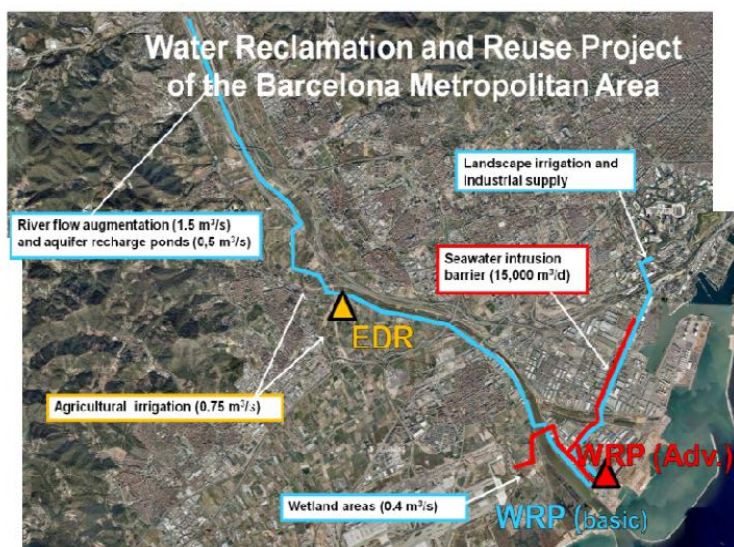 Water Reclamation and Reuse Project
of the Barcelona Metropolitan Area
Landscape irrigation and
industrial supply
River flow augmentation (1.5 m³/s)
and aquifer recharge ponds (0,5 m³/s)
Seawater intrusion
barrier (15,000 m³/d)
EDR
Agricultural irrigation (0.75 m³/s)
WRP (Adv.)
Wetland areas (0.4 m³/s)
WRP (basic)